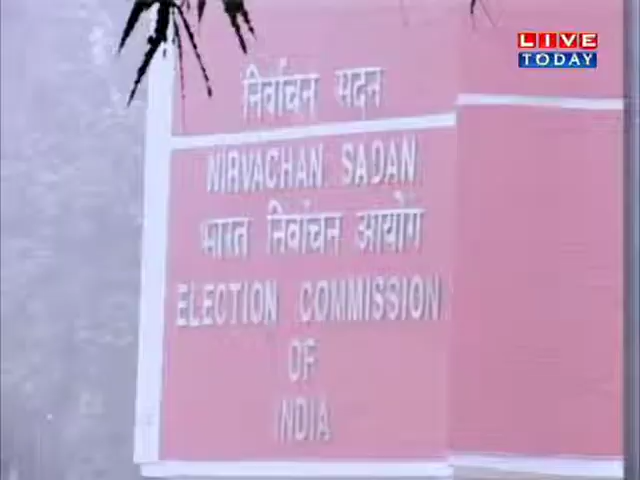 LIVE
TODAY
निर्वाचन सदन
NIRVACHAN SADAN
भारत निर्वाचन आयोग
ELECTION COMMISSION
OF
INDIA